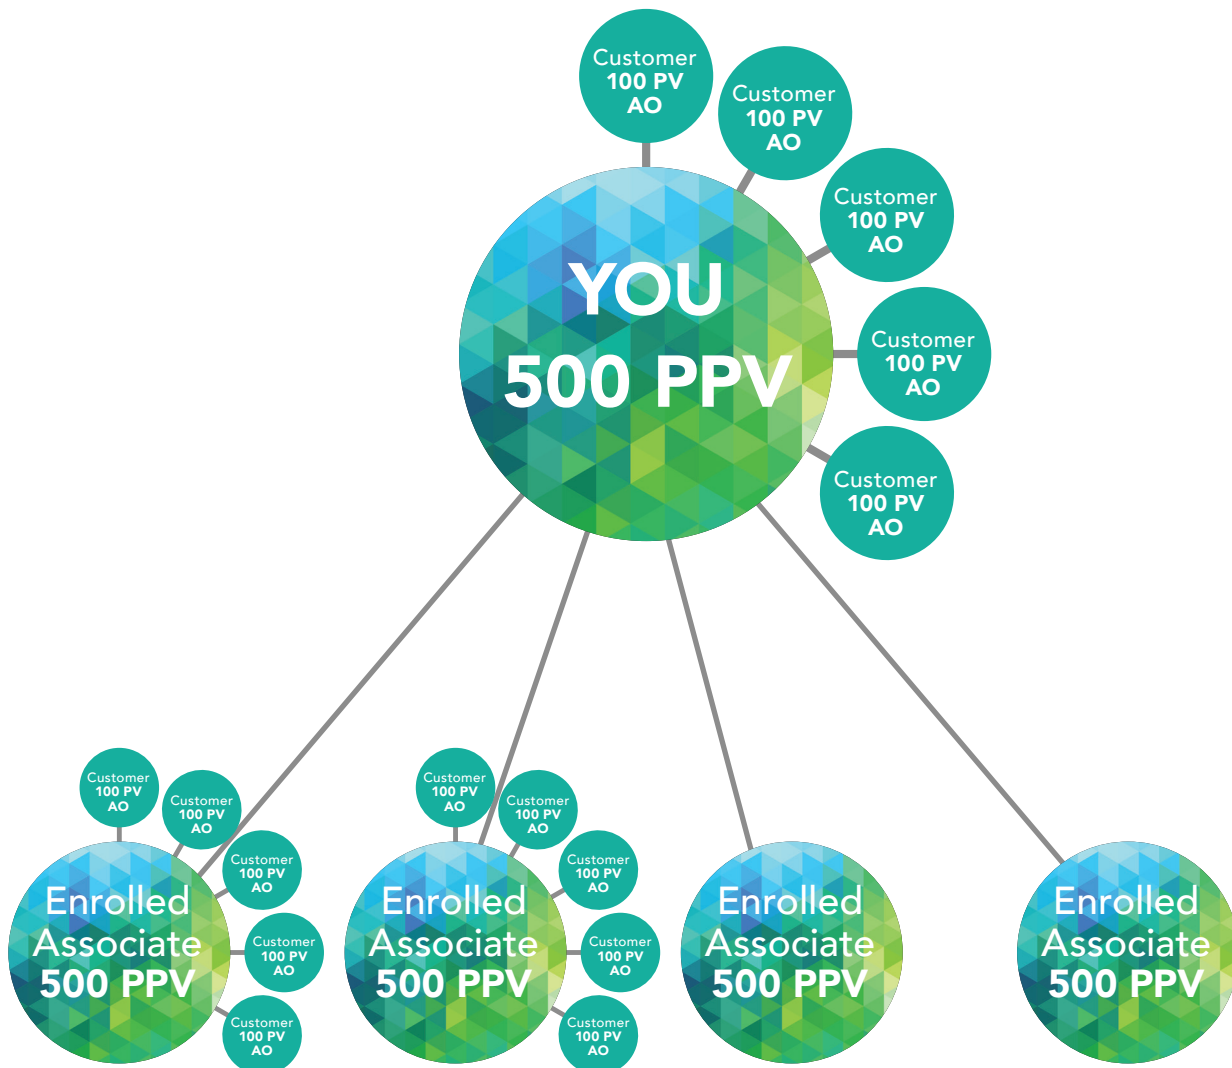 Customer
100 PV
AO
Customer
100 PV
AO
Customer
100 PV
AO
Customer
100 PV
AO
Customer
100 PV
AO
YOU
500 PPV
Customer
100 PV
AO
Customer
100 PV
AO
Customer
100 PV
AO
Customer
100 PV
AO
Customer
100 PV
AO
Enrolled
Associate
500 PPV
Customer
100 PV
AO
Customer
100 PV
AO
Customer
100 PV
AO
Customer
100 PV
AO
Customer
100 PV
AO
Enrolled
Associate
500 PPV
Enrolled
Associate
500 PPV
Enrolled
Associate
500 PPV